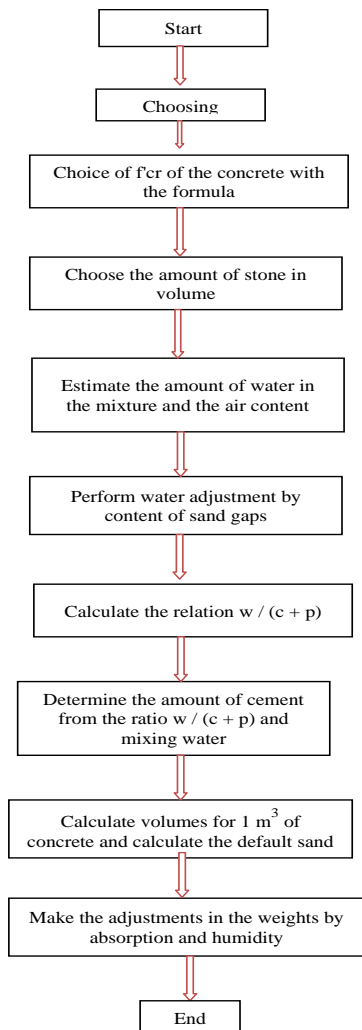 Start
Choosing
Choice of f'cr of the concrete with
the formula
Choose the amount of stone in
volume
Estimate the amount of water in
the mixture and the air content
Perform water adjustment by
content of sand gaps
Calculate the relation w / (c + p)
Determine the amount of cement
from the ratio w / (c + p) and
mixing water
Calculate volumes for 1 m³ of
concrete and calculate the default sand
Make the adjustments in the weights by
absorption and humidity
End